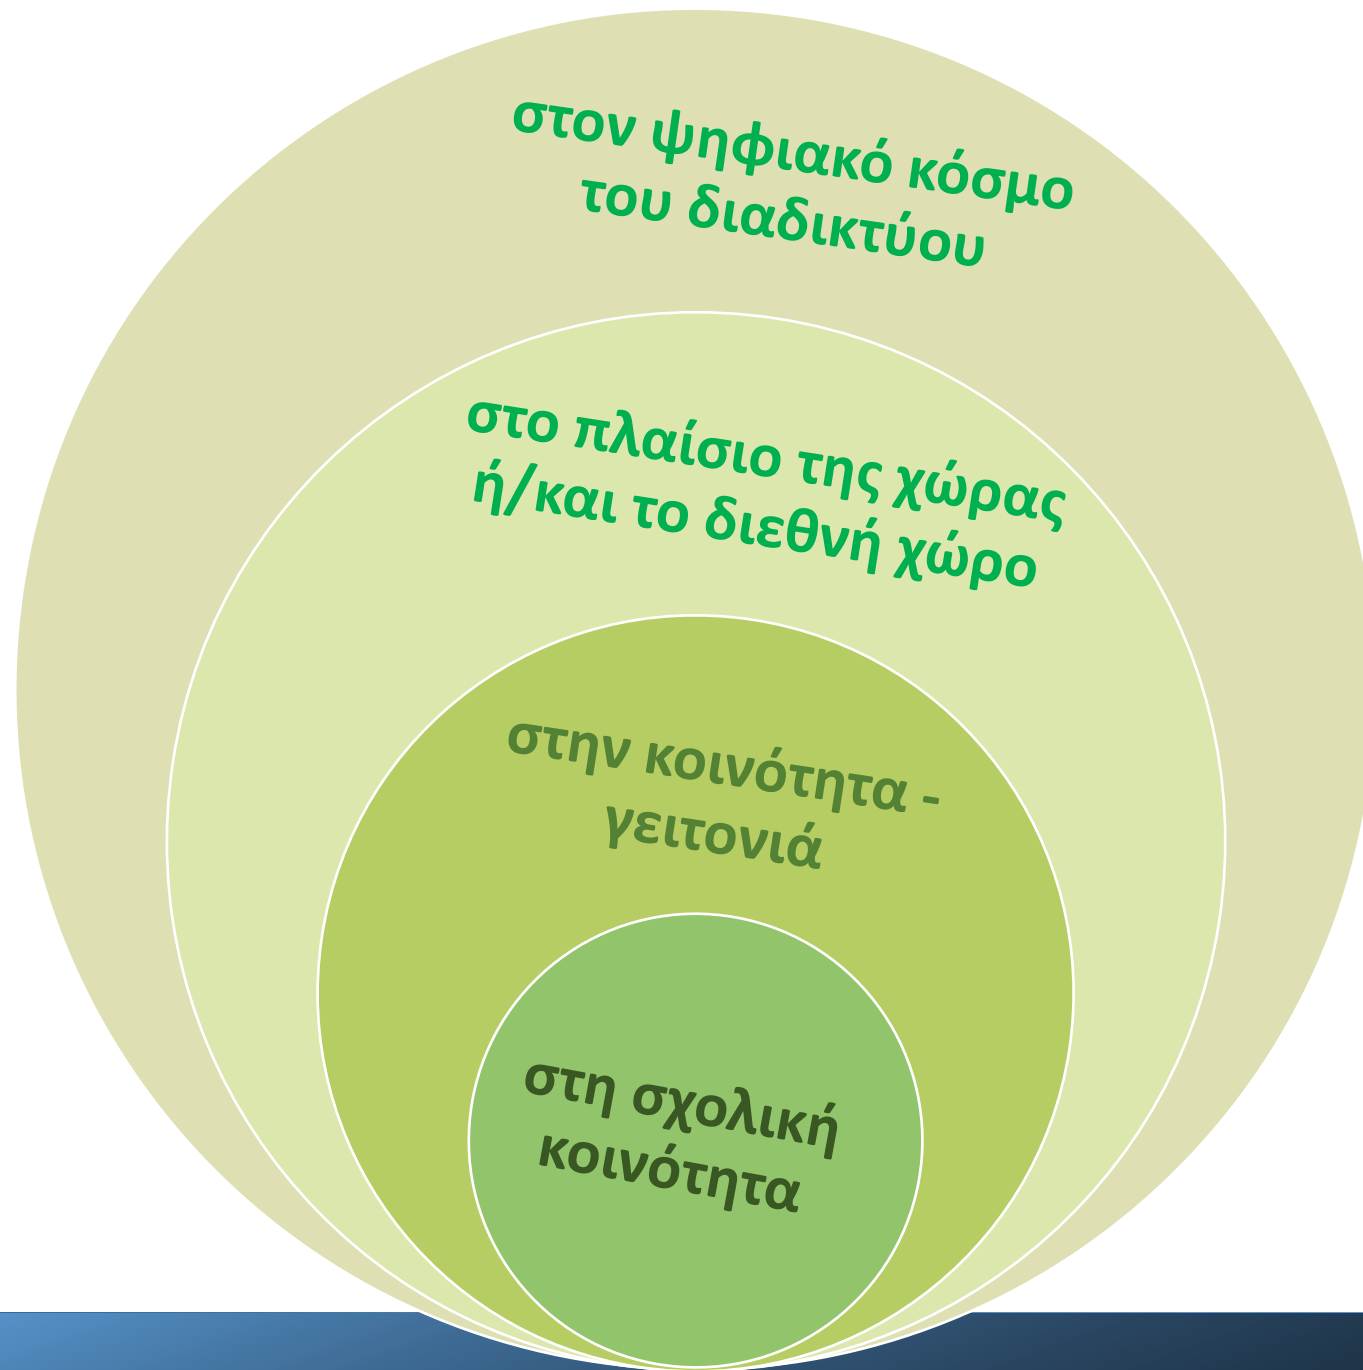 στον ψηφιακό κόσμο
του διαδικτύου
στο πλαίσιο της χώρας
ή/και το διεθνή χώρο
στην κοινότητα -
γειτονιά
στη σχολική
κοινότητα